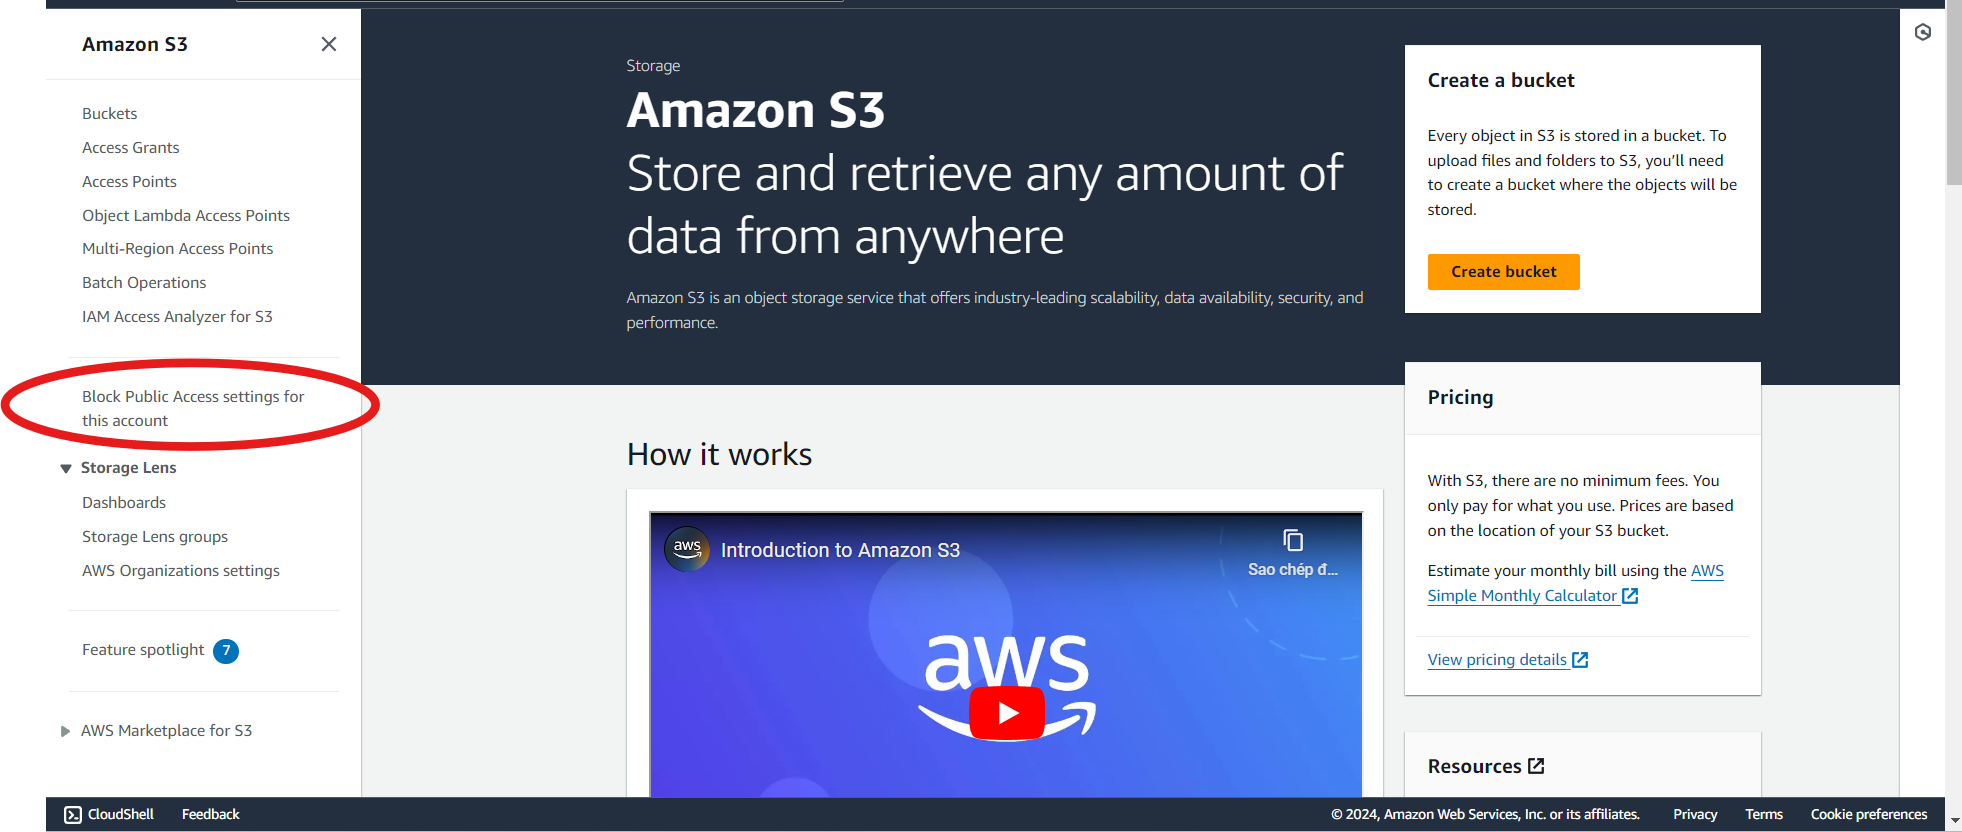 Amazon S3
Buckets
Access Grants
Access Points
Object Lambda Access Points
Multi-Region Access Points
Batch Operations
IAM Access Analyzer for S3
Block Public Access settings for
this account
Storage Lens
Dashboards
Storage Lens groups
AWS Organizations settings
Feature spotlight 7
AWS Marketplace for S3
Storage
Amazon S3
Store and retrieve any amount of
data from anywhere
Amazon S3 is an object storage service that offers industry-leading scalability, data availability, security, and
performance.
How it works
aws Introduction to Amazon S3
Sao chép đ...
aws
Create a bucket
Every object in S3 is stored in a bucket. To
upload files and folders to S3, you’ll need
to create a bucket where the objects will be
stored.
Create bucket
Pricing
With S3, there are no minimum fees. You
only pay for what you use. Prices are based
on the location of your S3 bucket.
Estimate your monthly bill using the AWS
Simple Monthly Calculator
View pricing details
Resources
CloudShell Feedback © 2024, Amazon Web Services, Inc. or its affiliates. Privacy Terms Cookie preferences